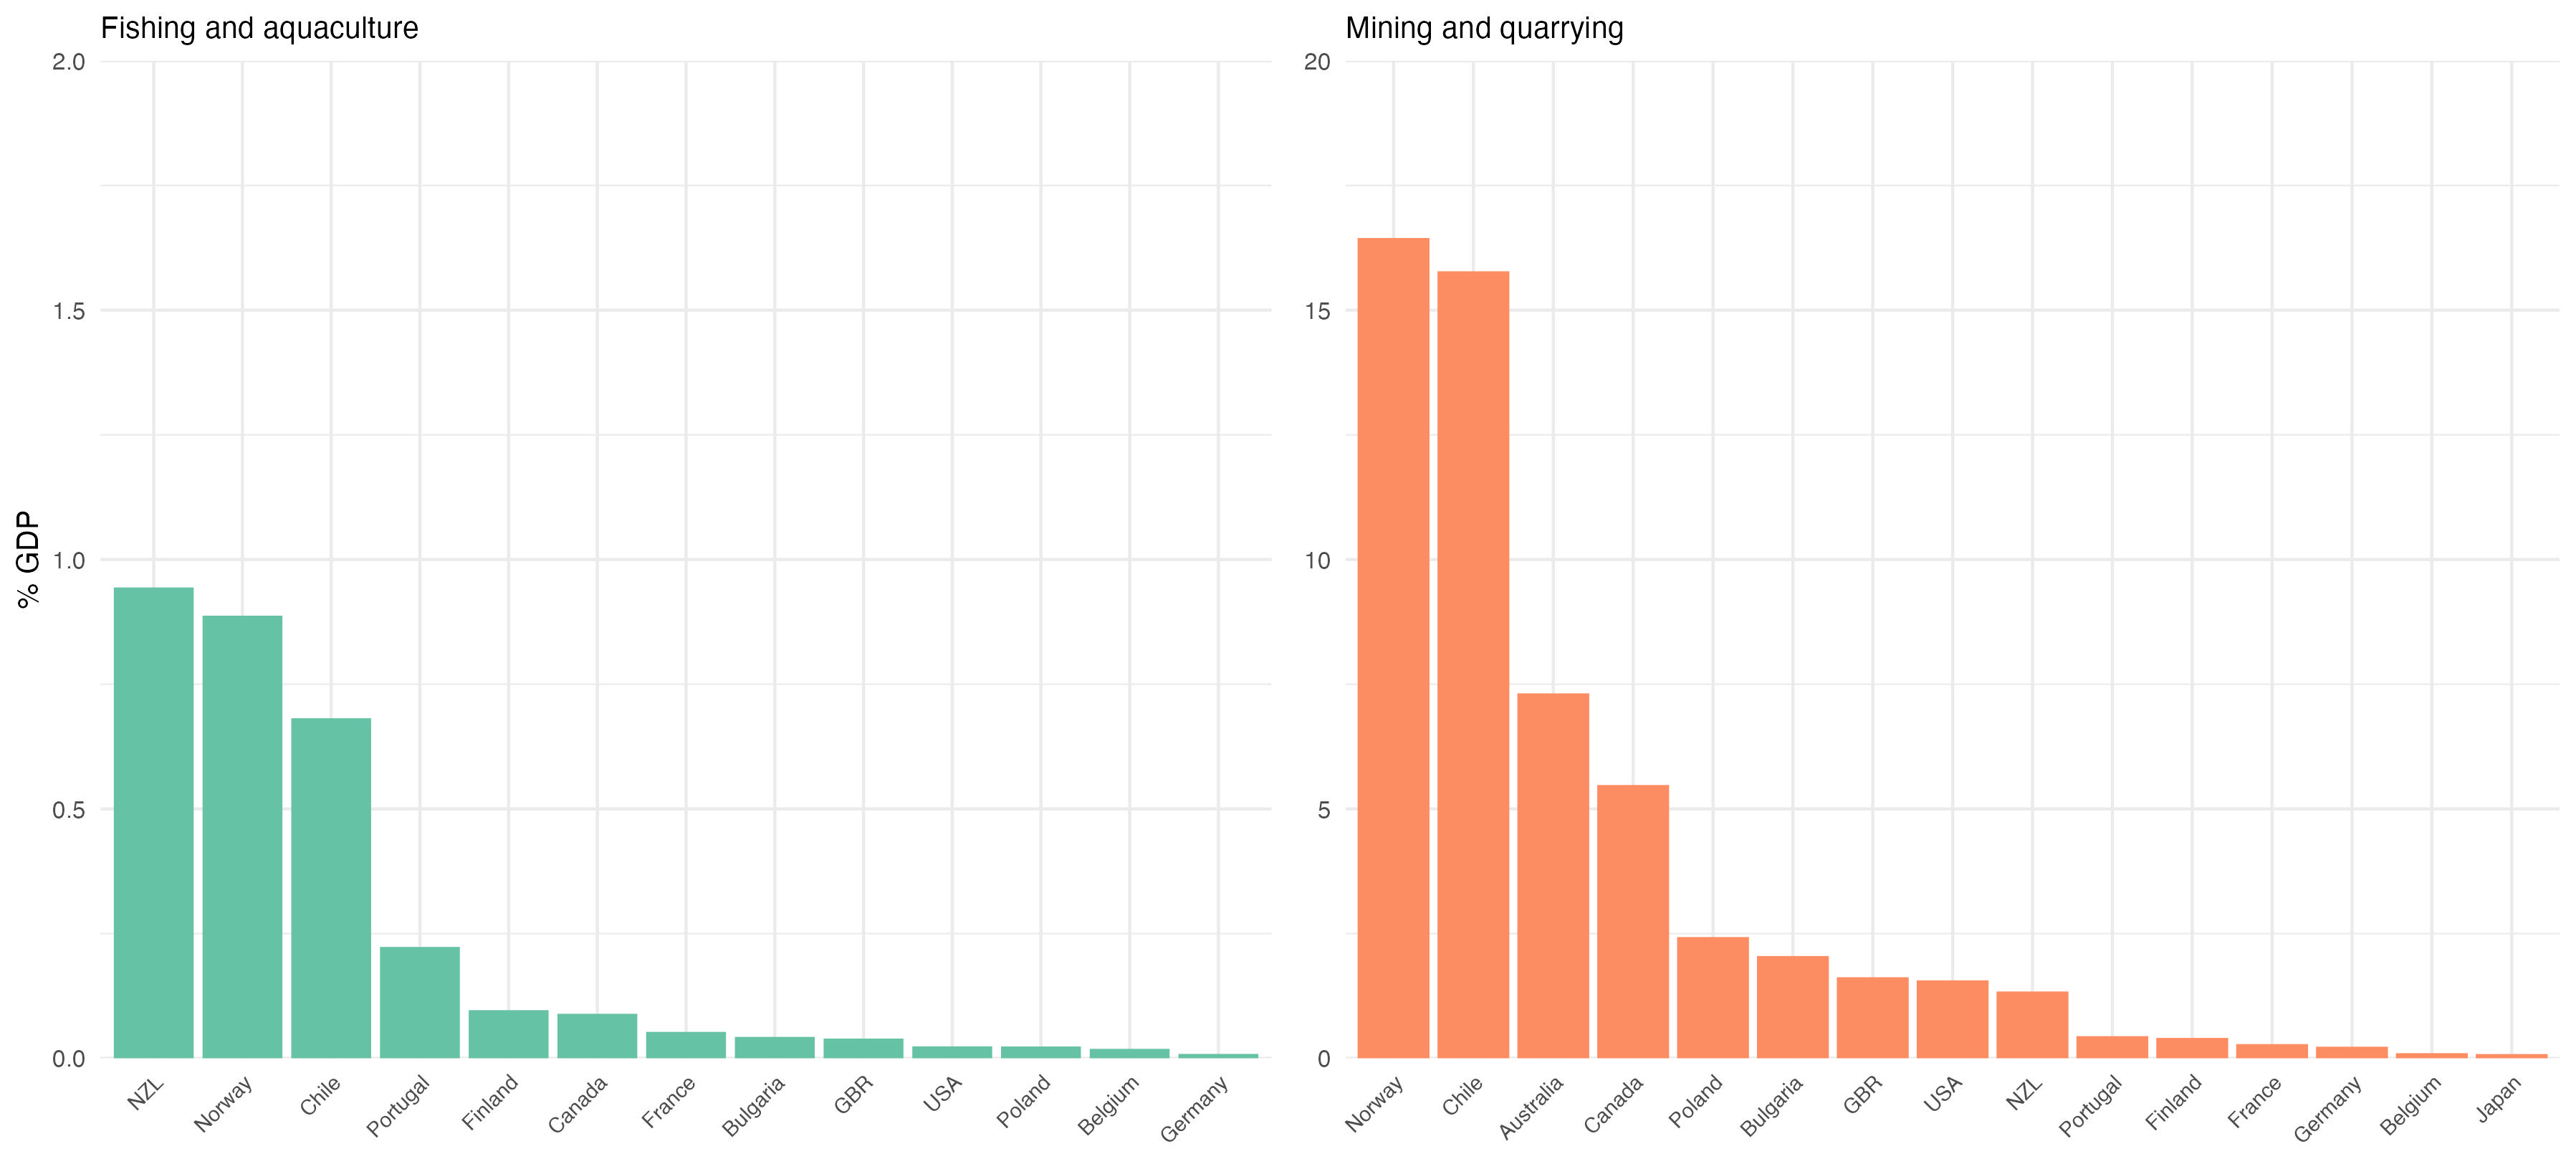 Fishing and aquaculture
% GDP
2.0
1.5
1.0
0.5
0.0
NZL
Norway
Chile
Portugal
Finland
Canada
France
Bulgaria
GBR
USA
Poland
Belgium
Germany
Mining and quarrying
20
15
10
5
0
Norway
Chile
Australia
Canada
Poland
Bulgaria
GBR
USA
NZL
Portugal
Finland
France
Germany
Belgium
Japan